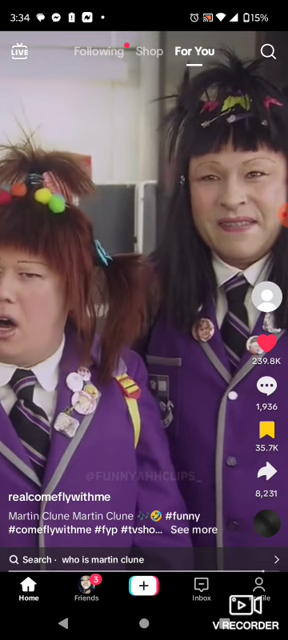 3:34
15%
LIVE
Following Shop For You
239.8K
1,936
35.7K
@FUNNYAHHCLIPS_
8,231
realcomeflywithme
Martin Clune Martin Clune 🎶🤣 #funny
#comeflywithme #fyp #tvsho... See more
Search · who is martin clune
3
Home Friends Inbox
V RECORDER